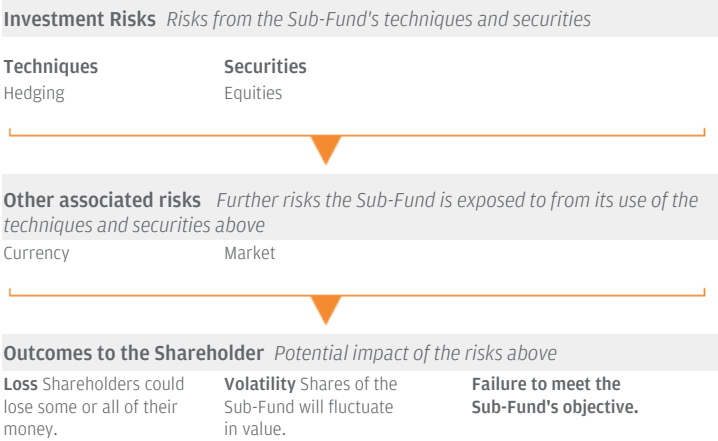 Investment Risks Risks from the Sub-Fund's techniques and securities
Techniques
Hedging
Securities
Equities
Other associated risks Further risks the Sub-Fund is exposed to from its use of the
techniques and securities above
Currency
Market
Outcomes to the Shareholder Potential impact of the risks above
Loss Shareholders could
lose some or all of their
money.
Volatility Shares of the
Sub-Fund will fluctuate
in value.
Failure to meet the
Sub-Fund's objective.